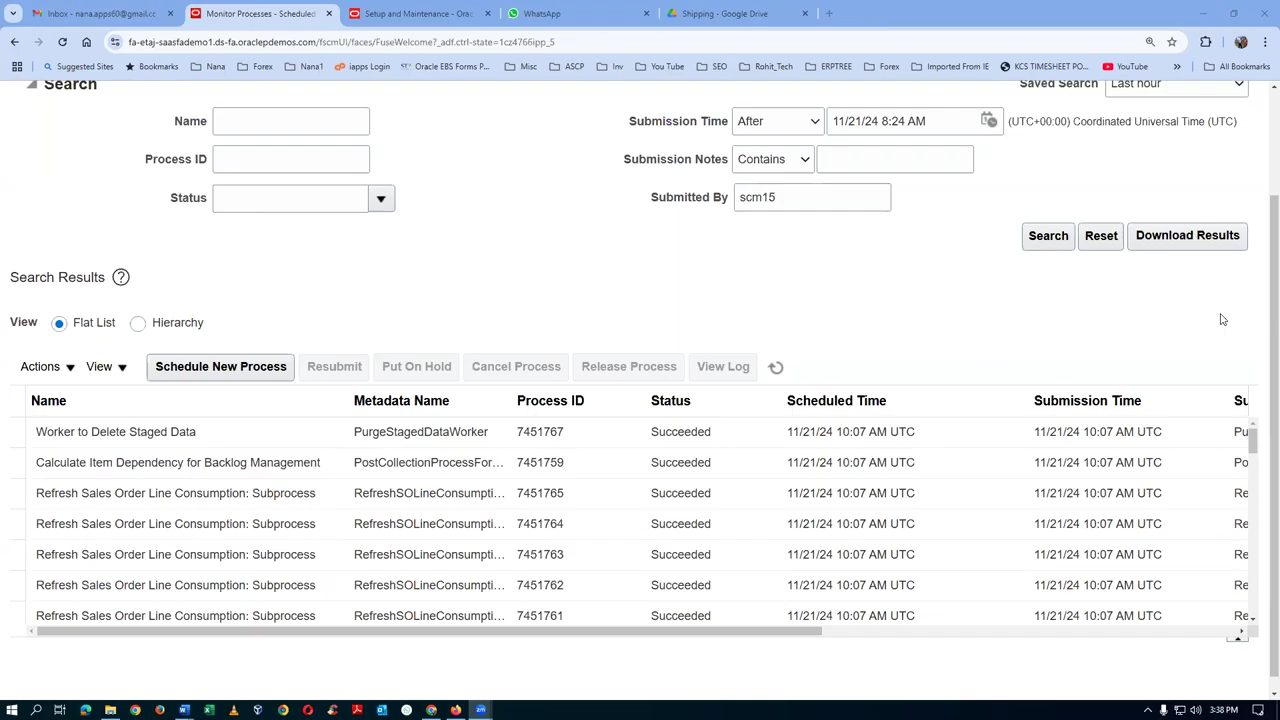 Inbox - nana.apps60@gmail.cc
Monitor Processes - Scheduled
Setup and Maintenance - Orac
WhatsApp
Shipping - Google Drive
fa-etaj-saasfademo1.ds-fa.oraclepdemos.com/fscmUI/faces/FuseWelcome?_adf.ctrl-state=1cz4766ipp_5
Suggested Sites
Bookmarks
Nana
Forex
Nana1
iapps Login
Oracle EBS Forms P...
Misc
ASCP
Inv
You Tube
SEO
Rohit_Tech
ERPTREE
Forex
Imported From IE
KCS TIMESHEET PO...
YouTube
»
All Bookmarks
Search
Saved Search Last hour
Name
Submission Time After 11/21/24 8:24 AM (UTC+00:00) Coordinated Universal Time (UTC)
Process ID
Submission Notes Contains
Status
Submitted By scm15
Search Reset Download Results
Search Results ?
View Flat List Hierarchy
Actions View Schedule New Process Resubmit Put On Hold Cancel Process Release Process View Log
Name Metadata Name Process ID Status Scheduled Time Submission Time Su
Worker to Delete Staged Data PurgeStagedDataWorker 7451767 Succeeded 11/21/24 10:07 AM UTC 11/21/24 10:07 AM UTC Pu
Calculate Item Dependency for Backlog Management PostCollectionProcessFor... 7451759 Succeeded 11/21/24 10:07 AM UTC 11/21/24 10:07 AM UTC Po
Refresh Sales Order Line Consumption: Subprocess RefreshSOLineConsumpti... 7451765 Succeeded 11/21/24 10:07 AM UTC 11/21/24 10:07 AM UTC Re
Refresh Sales Order Line Consumption: Subprocess RefreshSOLineConsumpti... 7451764 Succeeded 11/21/24 10:07 AM UTC 11/21/24 10:07 AM UTC Re
Refresh Sales Order Line Consumption: Subprocess RefreshSOLineConsumpti... 7451763 Succeeded 11/21/24 10:07 AM UTC 11/21/24 10:07 AM UTC Re
Refresh Sales Order Line Consumption: Subprocess RefreshSOLineConsumpti... 7451762 Succeeded 11/21/24 10:07 AM UTC 11/21/24 10:07 AM UTC Re
Refresh Sales Order Line Consumption: Subprocess RefreshSOLineConsumpti... 7451761 Succeeded 11/21/24 10:07 AM UTC 11/21/24 10:07 AM UTC Re
3:38 PM